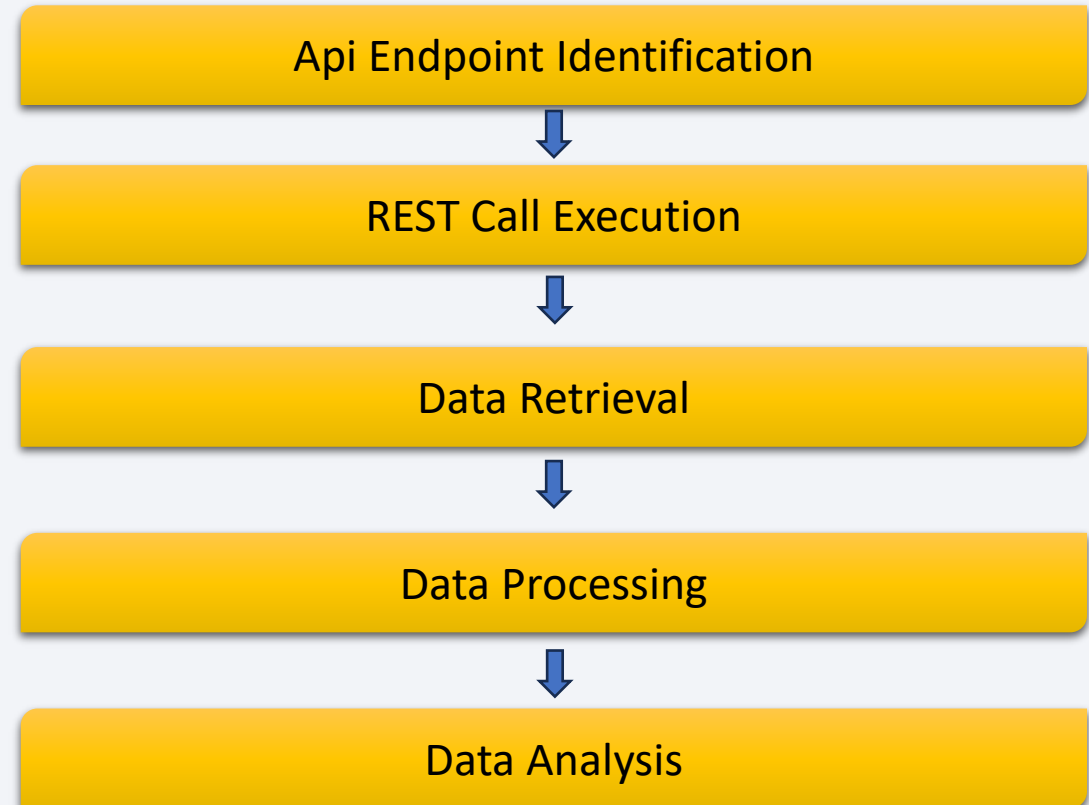 Api Endpoint Identification
REST Call Execution
Data Retrieval
Data Processing
Data Analysis